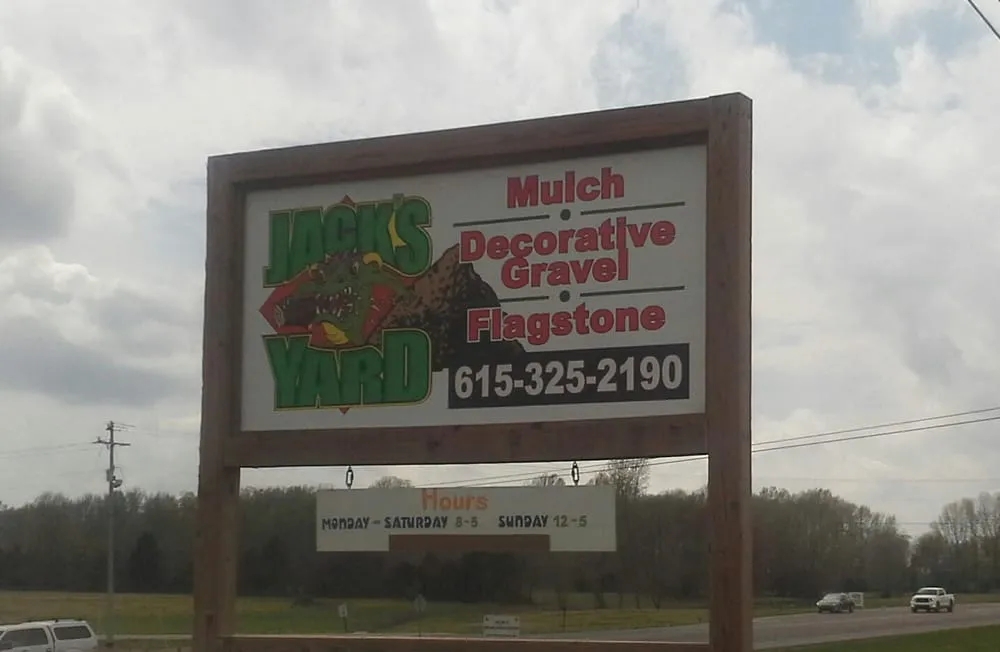 JACK'S
YARD
Mulch
Decorative
Gravel
Flagstone
615-325-2190
Hours
MONDAY - SATURDAY 8-5 SUNDAY 12-5